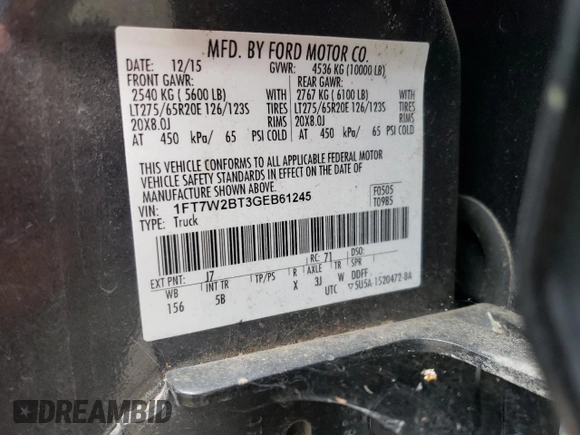 MFD. BY FORD MOTOR CO.
DATE: 12/15 GVWR: 4536 KG (10000 LB)
FRONT GAWR: REAR GAWR:
2540 KG ( 5600 LB) WITH 2767 KG ( 6100 LB) WITH
LT275/65R20E 126/123S TIRES LT275/65R20E 126/123S TIRES
20X8.0J RIMS 20X8.0J RIMS
AT 450 kPa/ 65 PSI COLD AT 450 kPa/ 65 PSI COLD
THIS VEHICLE CONFORMS TO ALL APPLICABLE FEDERAL MOTOR
VEHICLE SAFETY STANDARDS IN EFFECT ON THE DATE OF
MANUFACTURE SHOWN ABOVE.
VIN: 1FT7W2BT3GEB61245 F0505
TYPE: Truck T0985
EXT PNT: J7 RC: 71 DSO:
WB INT TR TP/PS R AXLE TR SPR
156 5B X 3J W DDFF
UTC ▽5U5A-1520472-BA
DREAMBID